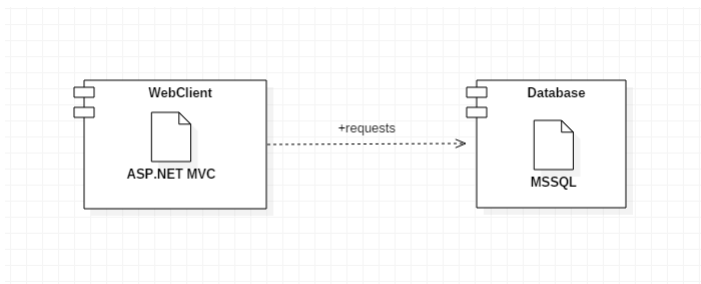 WebClient
ASP.NET MVC
+requests
Database
MSSQL